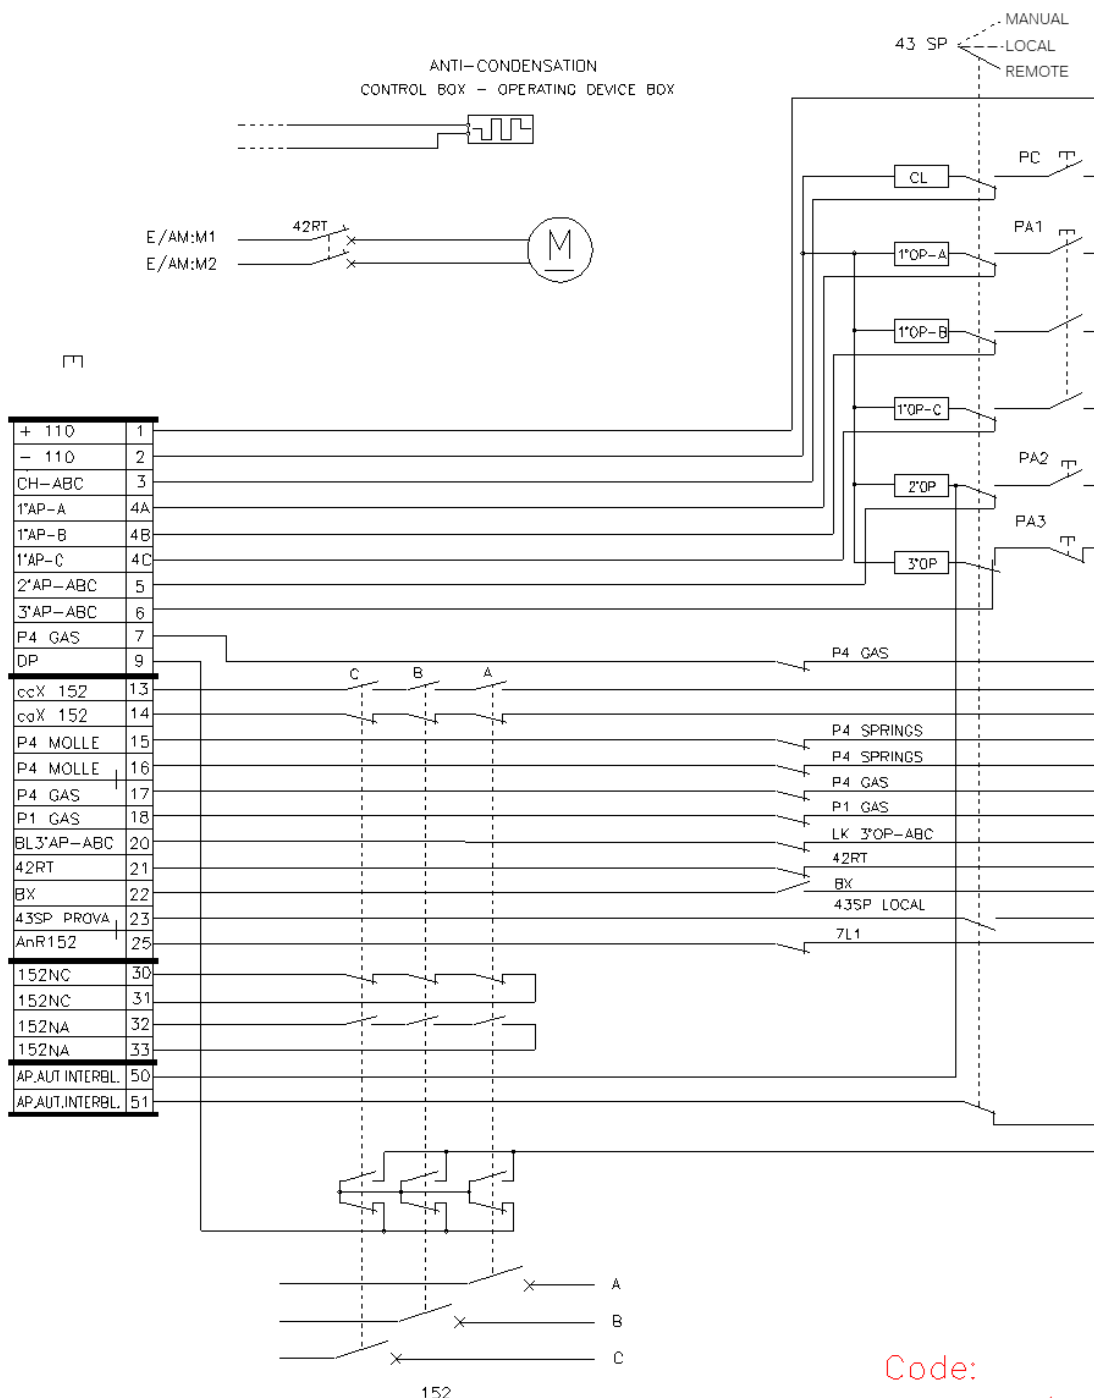 MANUAL
43 SP
LOCAL
REMOTE
ANTI-CONDENSATION
CONTROL BOX - OPERATING DEVICE BOX
PC
CL
PA1
E/AM:M1
42RT
M
E/AM:M2
1°OP-A
1°OP-B
E
1°OP-C
+ 110 1
- 110 2
CH-ABC 3
1°AP-A 4A
1°AP-B 4B
1°AP-C 4C
2°AP-ABC 5
3°AP-ABC 6
P4 GAS 7
DP 9
PA2
2°OP
PA3
3°OP
P4 GAS
C B A
ccX 152 13
caX 152 14
P4 MOLLE 15
P4 MOLLE 16
P4 GAS 17
P1 GAS 18
BL3°AP-ABC 20
42RT 21
BX 22
43SP PROVA 23
AnR152 25
P4 SPRINGS
P4 SPRINGS
P4 GAS
P1 GAS
LK 3°OP-ABC
42RT
BX
43SP LOCAL
7L1
152NC 30
152NC 31
152NA 32
152NA 33
AP.AUT.INTERBL. 50
AP.AUT.INTERBL. 51
A
B
C
152
Code: